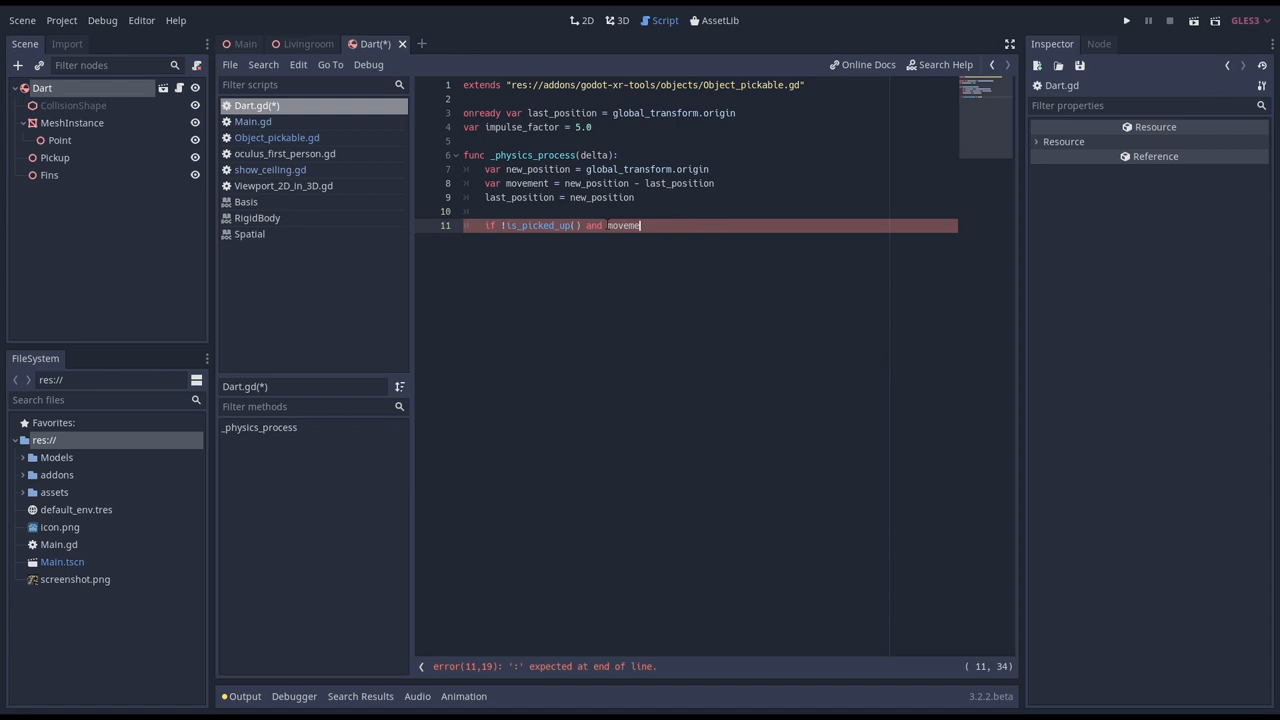 Scene Project Debug Editor Help 2D 3D Script AssetLib GLES3
Scene Import
Filter nodes
Dart
CollisionShape
MeshInstance
Point
Pickup
Fins
FileSystem
res://
Search files
Favorites:
res://
Models
addons
assets
default_env.tres
icon.png
Main.gd
Main.tscn
screenshot.png
Main Livingroom Dart(*)
File Search Edit Go To Debug Online Docs Search Help
Filter scripts
Dart.gd(*)
Main.gd
Object_pickable.gd
oculus_first_person.gd
show_ceiling.gd
Viewport_2D_in_3D.gd
Basis
RigidBody
Spatial
Dart.gd(*)
Filter methods
_physics_process
1 extends "res://addons/godot-xr-tools/objects/Object_pickable.gd"
2
3 onready var last_position = global_transform.origin
4 var impulse_factor = 5.0
5
6 func _physics_process(delta):
7 var new_position = global_transform.origin
8 var movement = new_position - last_position
9 last_position = new_position
10
11 if !is_picked_up() and moveme
error(11,19): ':' expected at end of line. ( 11, 34)
Output Debugger Search Results Audio Animation 3.2.2.beta
Inspector Node
Dart.gd
Filter properties
Resource
Resource
Reference